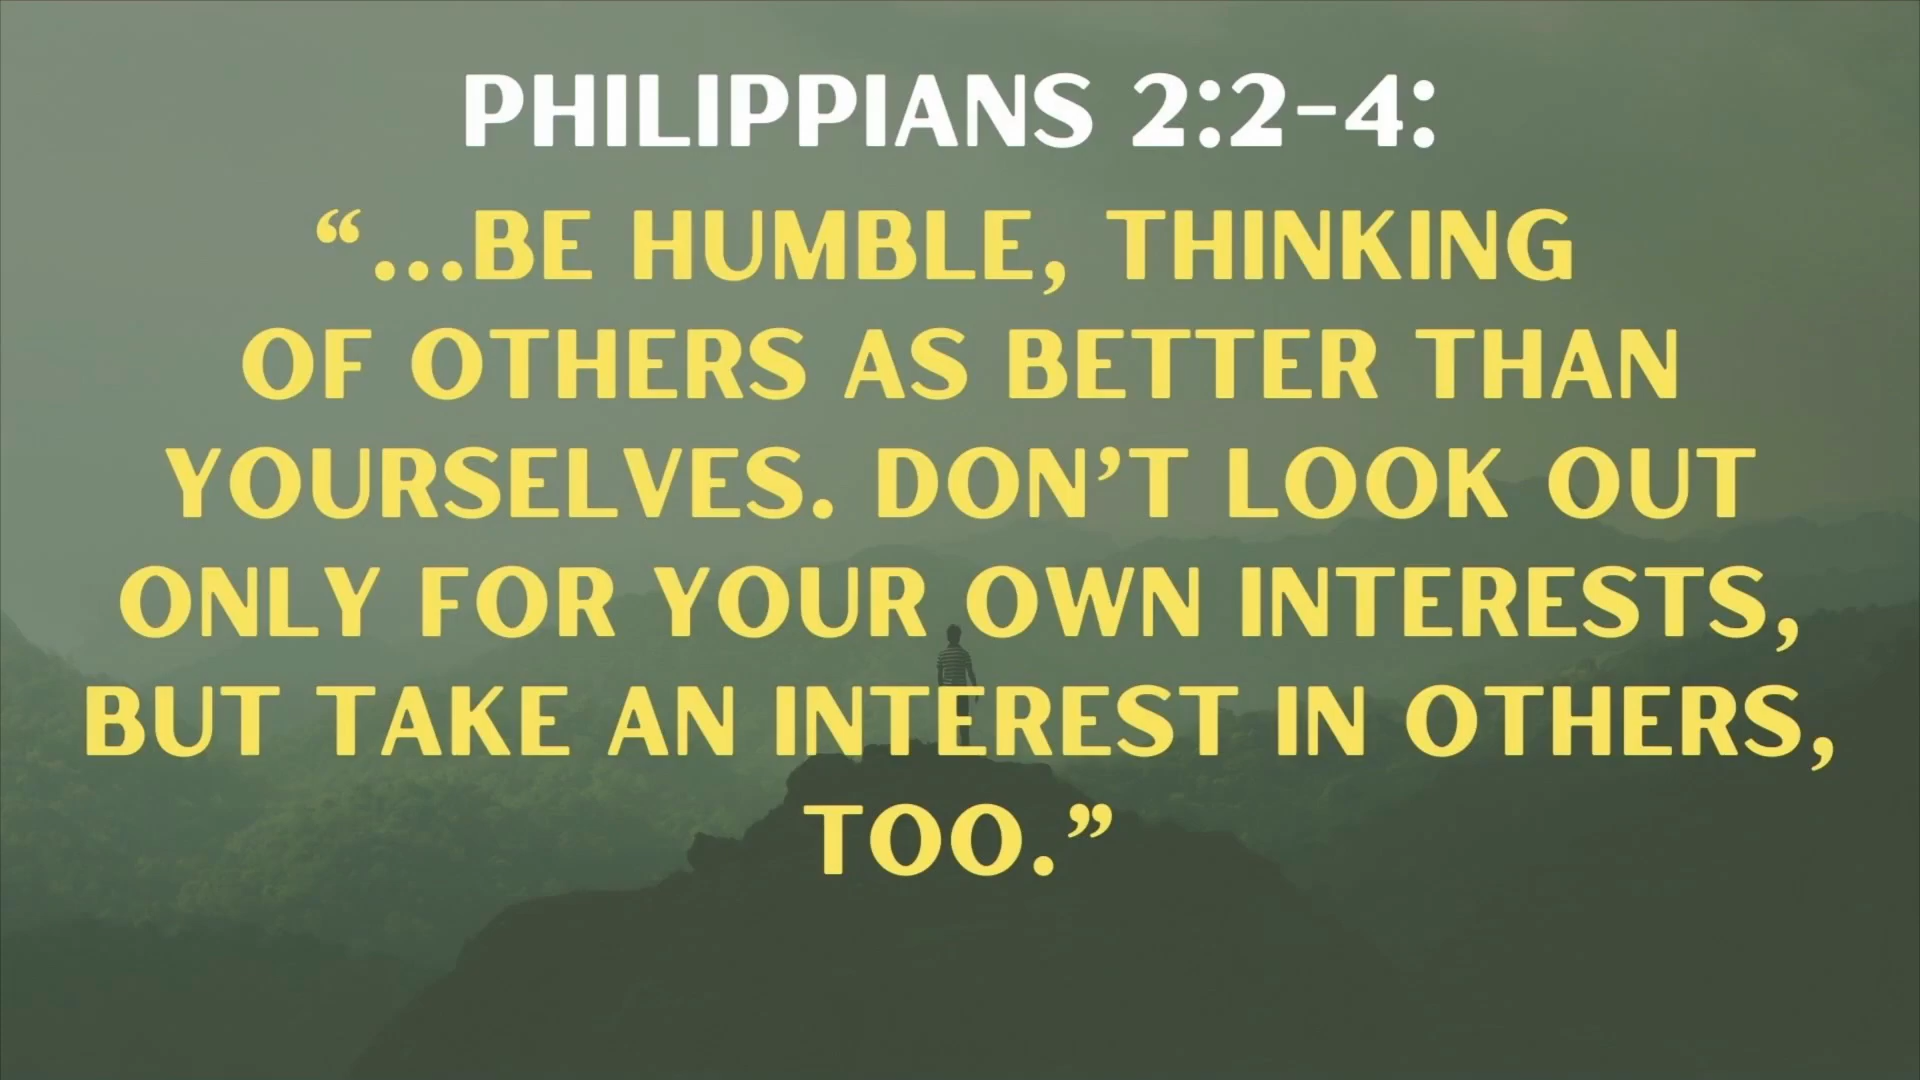 PHILIPPIANS 2:2-4:
“...BE HUMBLE, THINKING
OF OTHERS AS BETTER THAN
YOURSELVES. DON’T LOOK OUT
ONLY FOR YOUR OWN INTERESTS,
BUT TAKE AN INTEREST IN OTHERS,
TOO.”